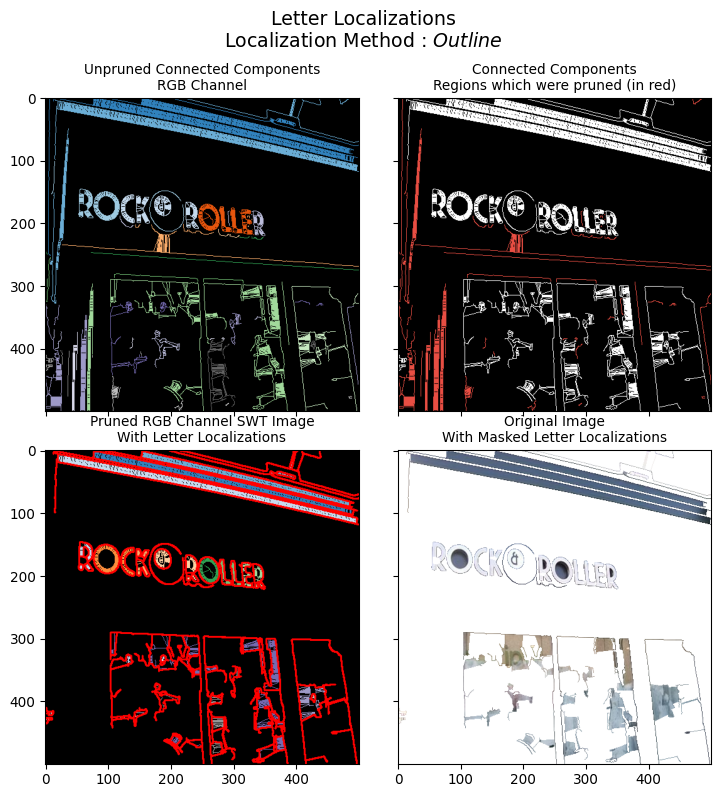 Letter Localizations
Localization Method : Outline
Unpruned Connected Components
RGB Channel
Connected Components
Regions which were pruned (in red)
0
100
200
300
400
ROCK ROLLER
ROCK ROLLER
Pruned RGB Channel SWT Image
With Letter Localizations
Original Image
With Masked Letter Localizations
0
100
200
300
400
ROCK ROLLER
ROCK ROLLER
0 100 200 300 400
0 100 200 300 400